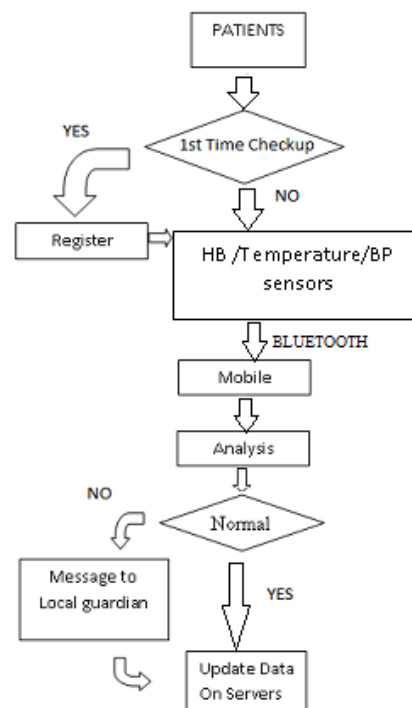 PATIENTS
YES
1st Time Checkup
NO
Register
HB /Temperature/BP
sensors
BLUETOOTH
Mobile
Analysis
NO
Normal
Message to
Local guardian
YES
Update Data
On Servers